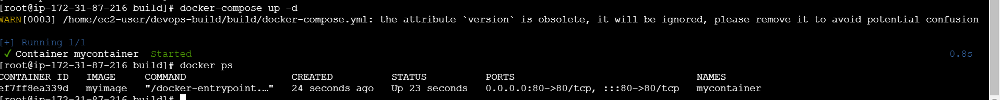 [root@ip-172-31-87-216 build]# docker-compose up -d
WARN[0003] /home/ec2-user/devops-build/build/docker-compose.yml: the attribute `version` is obsolete, it will be ignored, please remove it to avoid potential confusion
[+] Running 1/1
✓ Container mycontainer Started 0.8s
[root@ip-172-31-87-216 build]# docker ps
CONTAINER ID IMAGE COMMAND CREATED STATUS PORTS NAMES
ef7ff8ea339d myimage "/docker-entrypoint.…" 24 seconds ago Up 23 seconds 0.0.0.0:80->80/tcp, :::80->80/tcp mycontainer
[root@ip-172-31-87-216 build]#